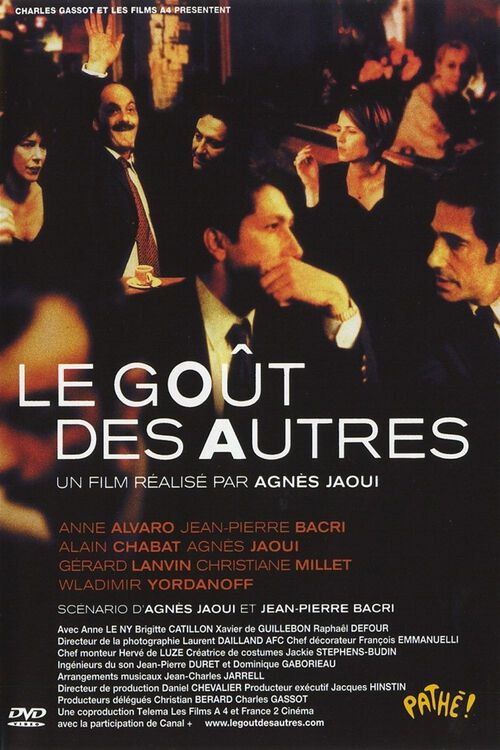 CHARLES GASSOT ET LES FILMS A4 PRÉSENTENT
LE GOÛT
DES AUTRES
UN FILM RÉALISÉ PAR AGNÈS JAOUI
ANNE ALVARO JEAN-PIERRE BACRI
ALAIN CHABAT AGNÈS JAOUI
GÉRARD LANVIN CHRISTIANE MILLET
WLADIMIR YORDANOFF
SCÉNARIO D'AGNÈS JAOUI ET JEAN-PIERRE BACRI
Avec Anne LE NY Brigitte CATILLON Xavier de GUILLEBON Raphaël DEFOUR
Directeur de la photographie Laurent DAILLAND AFC Chef décorateur François EMMANUELLI
Chef monteur Hervé de LUZE Créatrice de costumes Jackie STEPHENS-BUDIN
Ingénieurs du son Jean-Pierre DURET et Dominique GABORIEAU
Arrangements musicaux Jean-Charles JARRELL
Directeur de production Daniel CHEVALIER Producteur exécutif Jacques HINSTIN
Producteurs délégués Christian BERARD Charles GASSOT
Une coproduction Telema Les Films A 4 et France 2 Cinéma
avec la participation de Canal + www.legoutdesautres.com
DVD
VIDEO
PATHÉ!